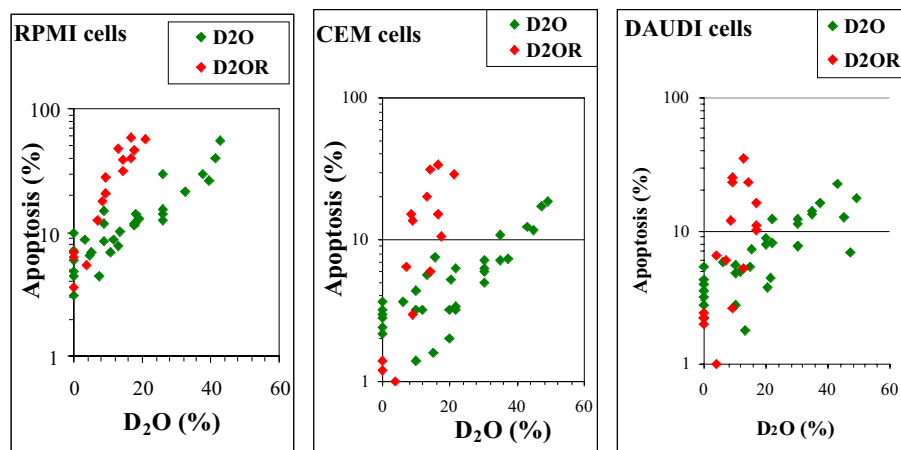 RPMI cells
D2O
D2OR
Apoptosis (%)
100
10
1
0
20
40
60
D₂O (%)
CEM cells
D2O
D2OR
Apoptosis (%)
100
10
1
0
20
40
60
D₂O (%)
DAUDI cells
D2O
D2OR
Apoptosis (%)
100
10
1
0
20
40
60
D₂O (%)